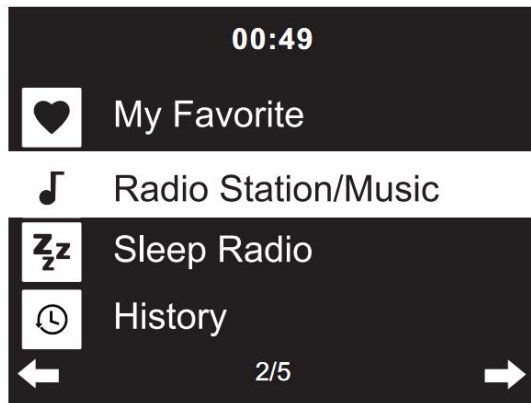 00:49
My Favorite
Radio Station/Music
Sleep Radio
History
2/5